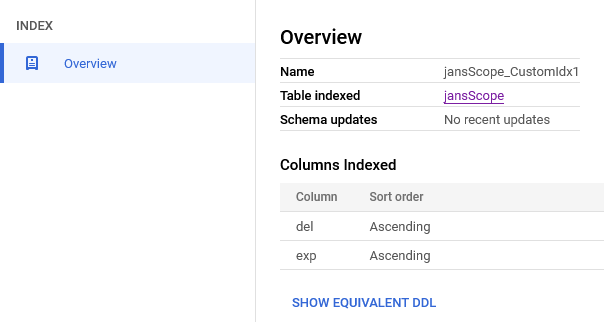 INDEX
Overview
Overview
Name jansScope_CustomIdx1
Table indexed jansScope
Schema updates No recent updates
Columns Indexed
Column Sort order
del Ascending
exp Ascending
SHOW EQUIVALENT DDL